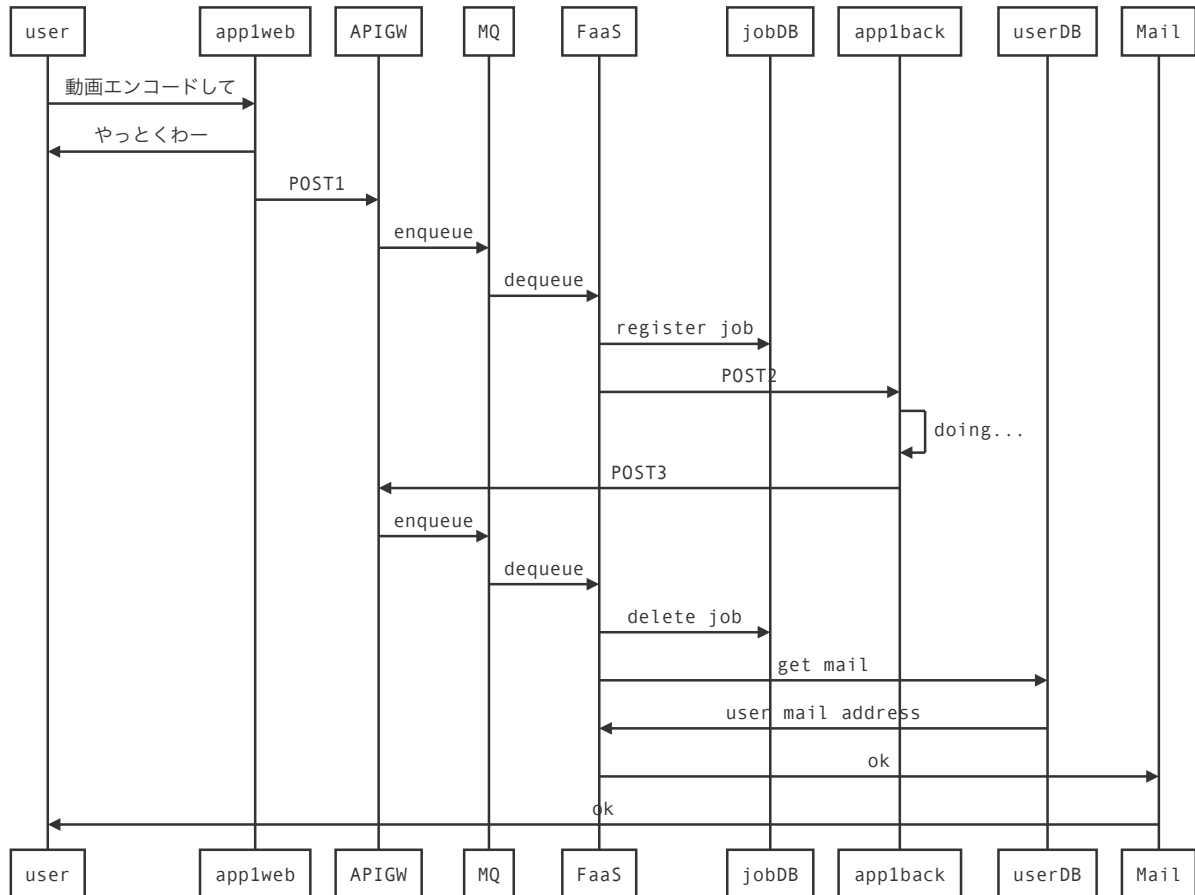 user app1web APIGW MQ FaaS jobDB app1back userDB Mail
動画エンコードして
やっとくわー
POST1
enqueue
dequeue
register job
POST2
doing...
POST3
enqueue
dequeue
delete job
get mail
user mail address
ok
ok
user app1web APIGW MQ FaaS jobDB app1back userDB Mail